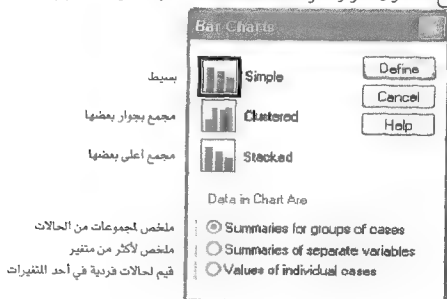 Bar Charts
بسيط Simple Define
Cancel
مجمع بجوار بعضها Clustered
Help
مجمع أعلى بعضها Stacked
Data in Chart Are
ملخص لمجموعات من الحالات Summaries for groups of cases
ملخص لأكثر من متغير Summaries of separate variables
قيم لحالات فردية في أحد المتغيرات Values of individual cases